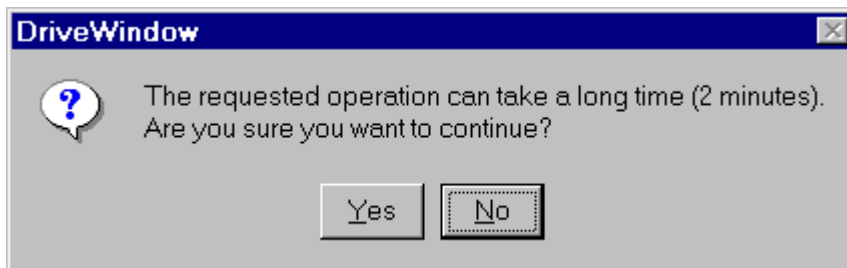 DriveWindow
The requested operation can take a long time (2 minutes).
Are you sure you want to continue?
Yes No